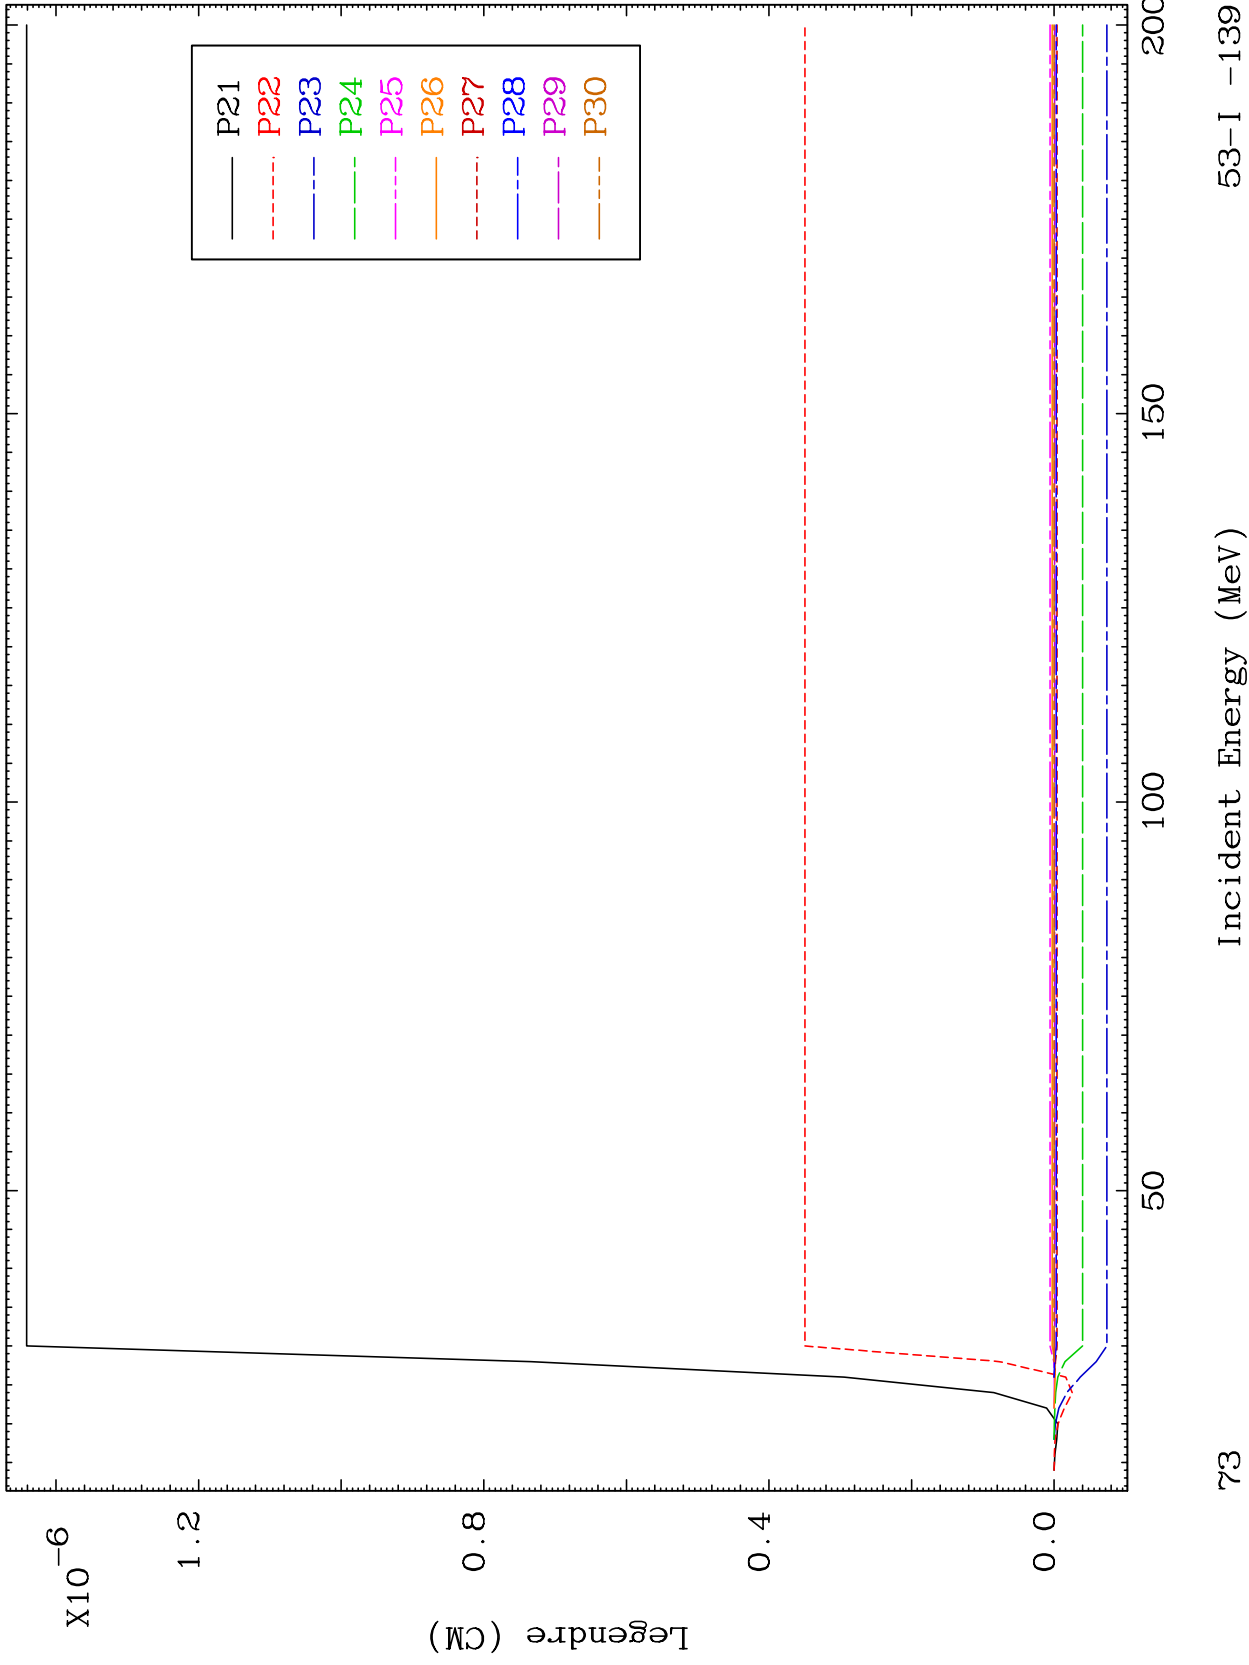 X10−6
1.2
0.8
0.4
0.0
Legendre (CM)
P21
P22
P23
P24
P25
P26
P27
P28
P29
P30
50
100
150
200
Incident Energy (MeV)
73
53-I -139